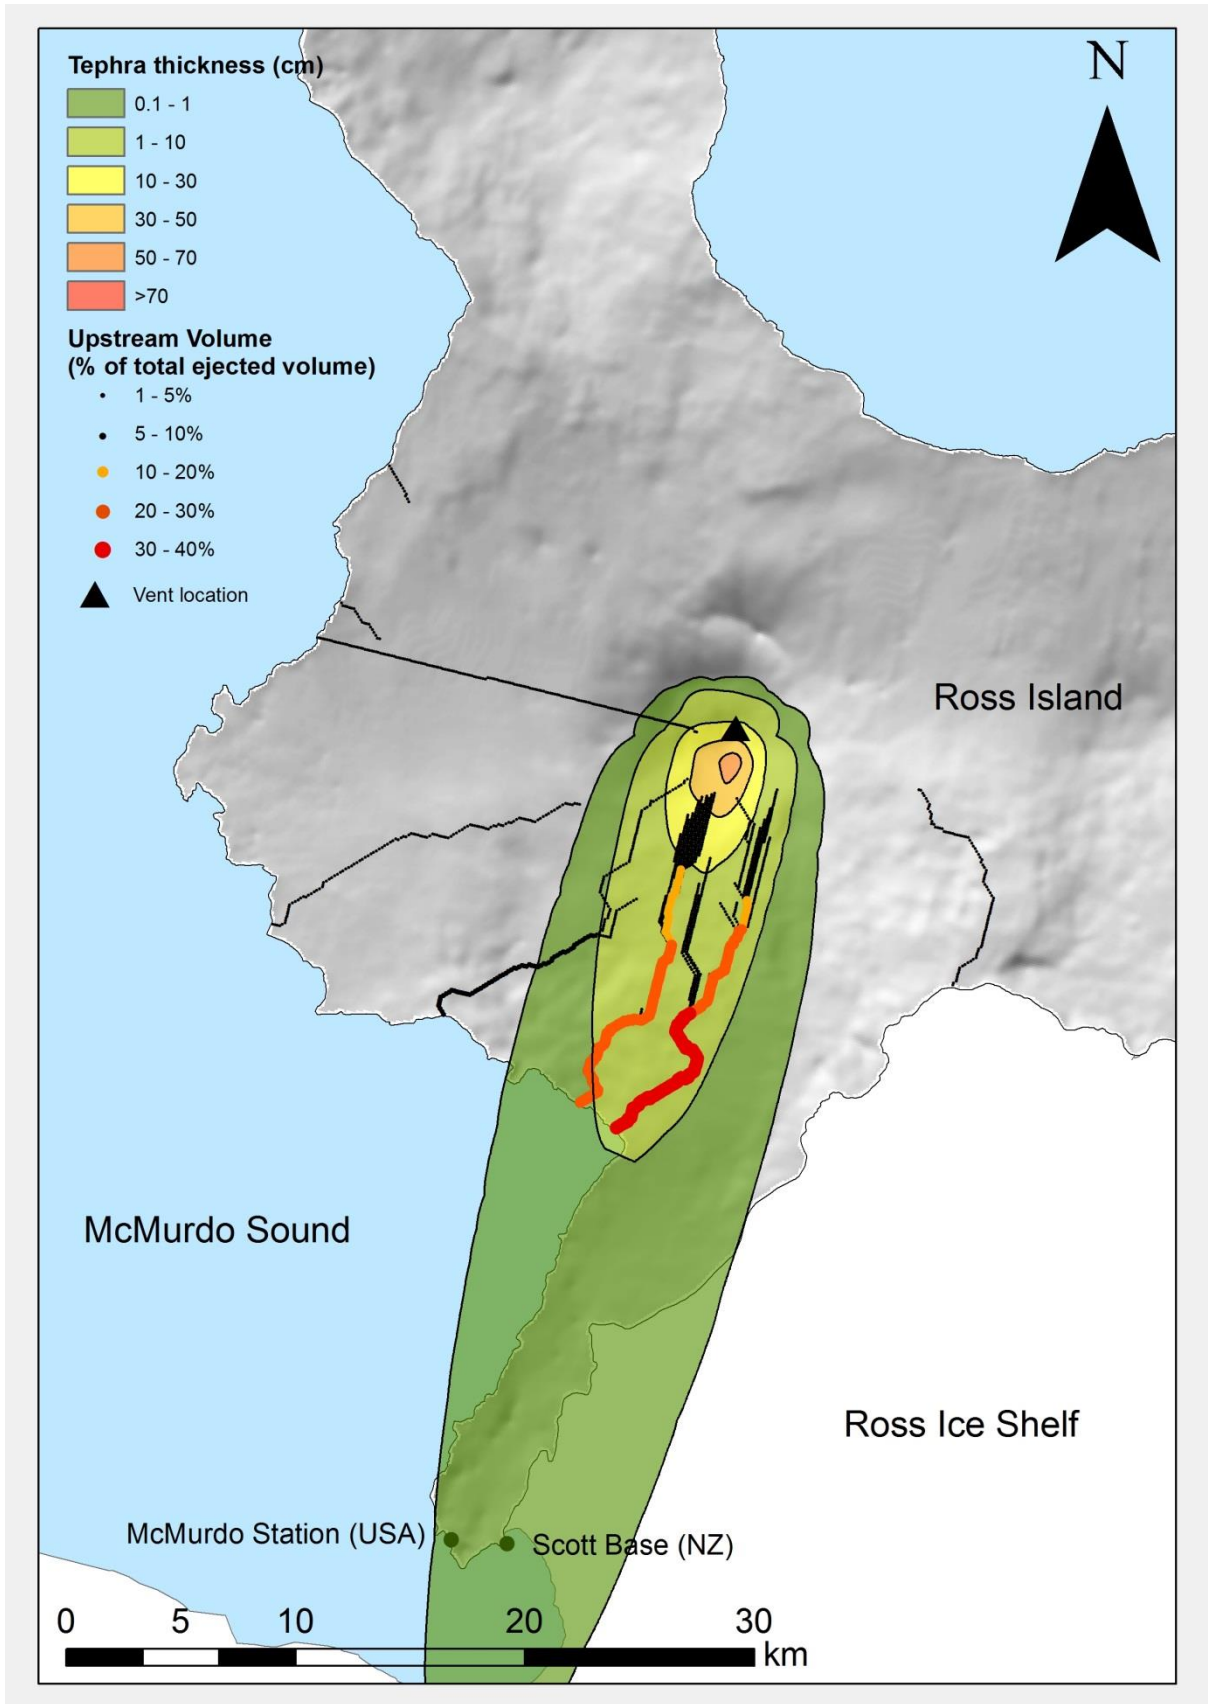 Tephra thickness (cm)
0.1 - 1
1 - 10
10 - 30
30 - 50
50 - 70
>70
Upstream Volume
(% of total ejected volume)
1 - 5%
5 - 10%
10 - 20%
20 - 30%
30 - 40%
Vent location
N
Ross Island
McMurdo Sound
Ross Ice Shelf
McMurdo Station (USA)
Scott Base (NZ)
0 5 10 20 30
km